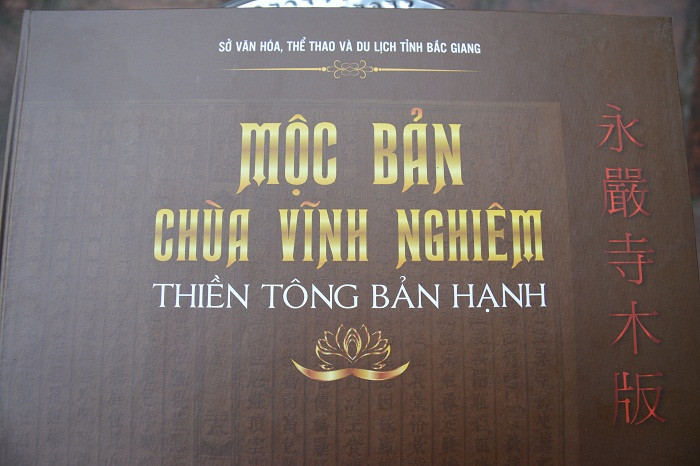 SỞ VĂN HÓA, THỂ THAO VÀ DU LỊCH TỈNH BẮC GIANG
MỘC BẢN
CHÙA VĨNH NGHIÊM
THIỀN TÔNG BẢN HẠNH
永嚴寺木版